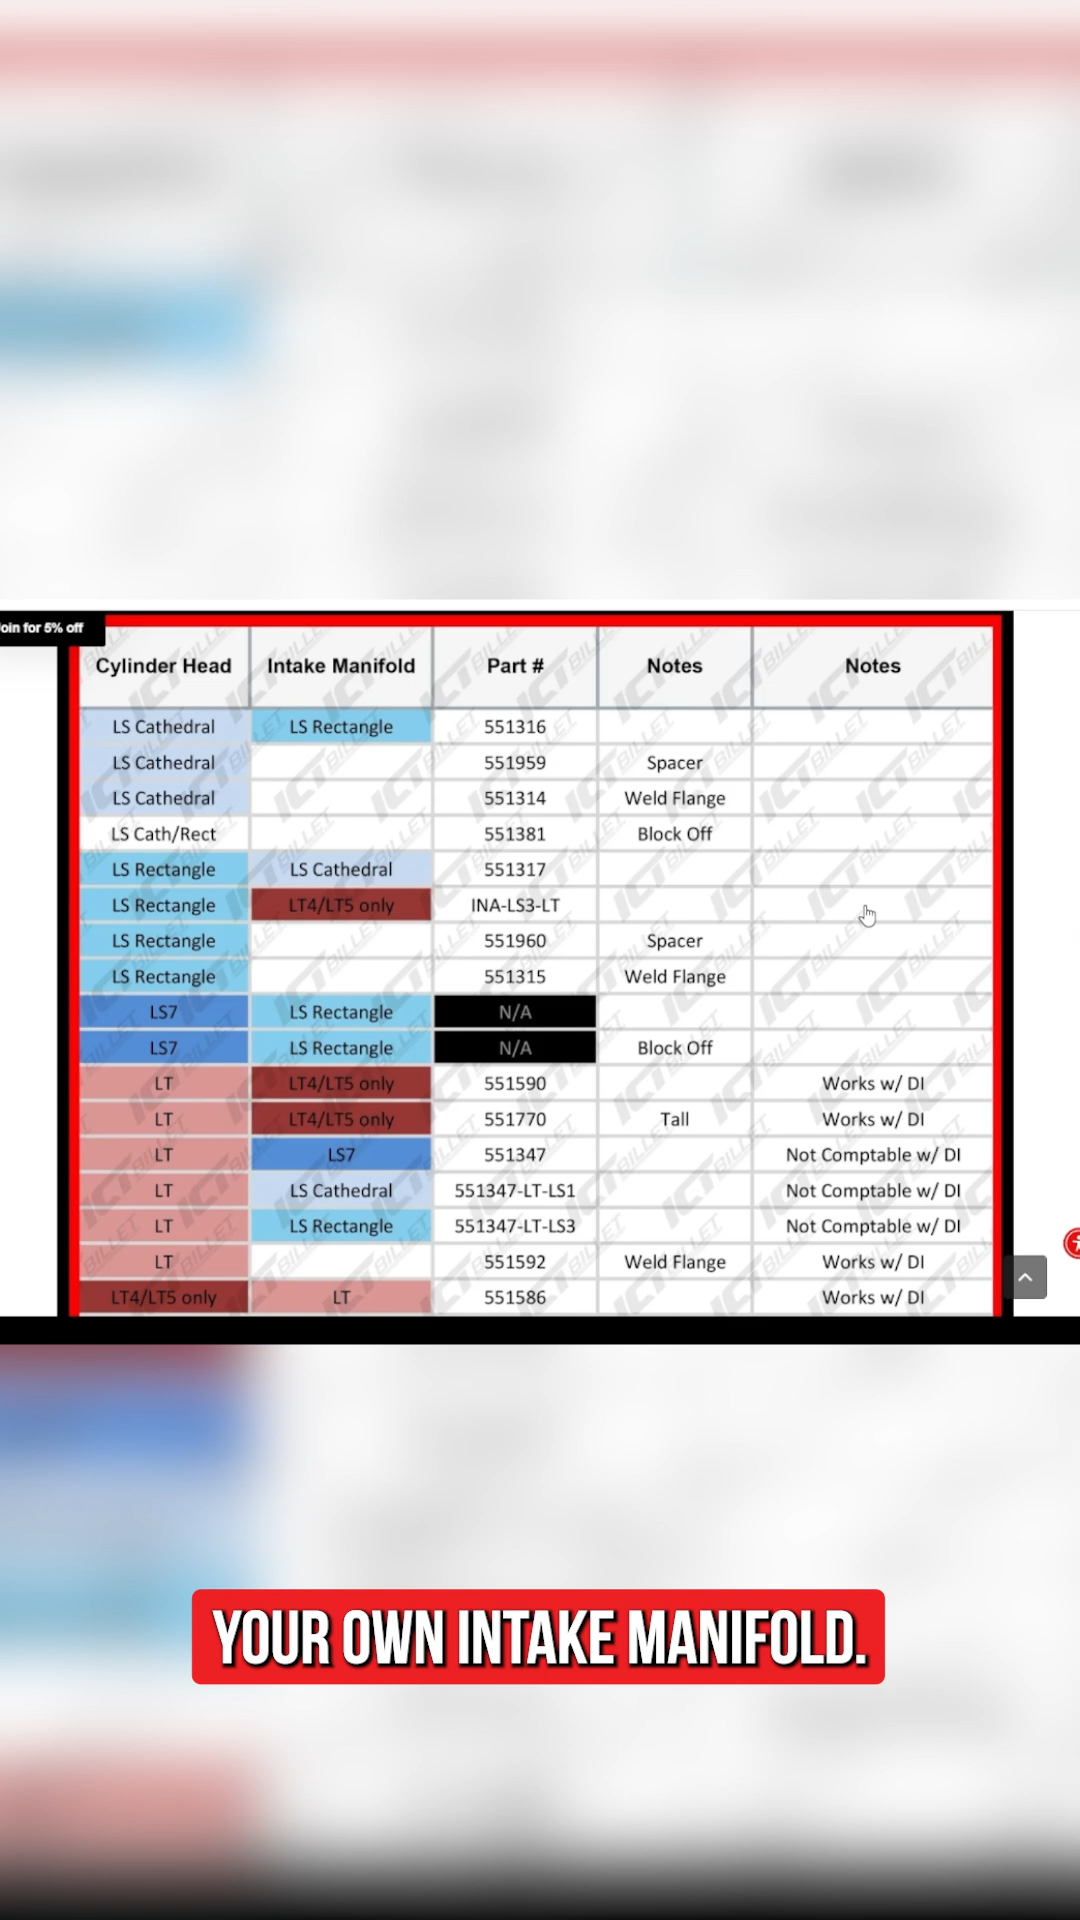 Join for 5% off
Cylinder Head Intake Manifold Part # Notes Notes
LS Cathedral LS Rectangle 551316
LS Cathedral 551959 Spacer
LS Cathedral 551314 Weld Flange
LS Cath/Rect 551381 Block Off
LS Rectangle LS Cathedral 551317
LS Rectangle LT4/LT5 only INA-LS3-LT
LS Rectangle 551960 Spacer
LS Rectangle 551315 Weld Flange
LS7 LS Rectangle N/A
LS7 LS Rectangle N/A Block Off
LT LT4/LT5 only 551590 Works w/ DI
LT LT4/LT5 only 551770 Tall Works w/ DI
LT LS7 551347 Not Comptable w/ DI
LT LS Cathedral 551347-LT-LS1 Not Comptable w/ DI
LT LS Rectangle 551347-LT-LS3 Not Comptable w/ DI
LT 551592 Weld Flange Works w/ DI
LT4/LT5 only LT 551586 Works w/ DI
ICT BILLET
YOUR OWN INTAKE MANIFOLD.